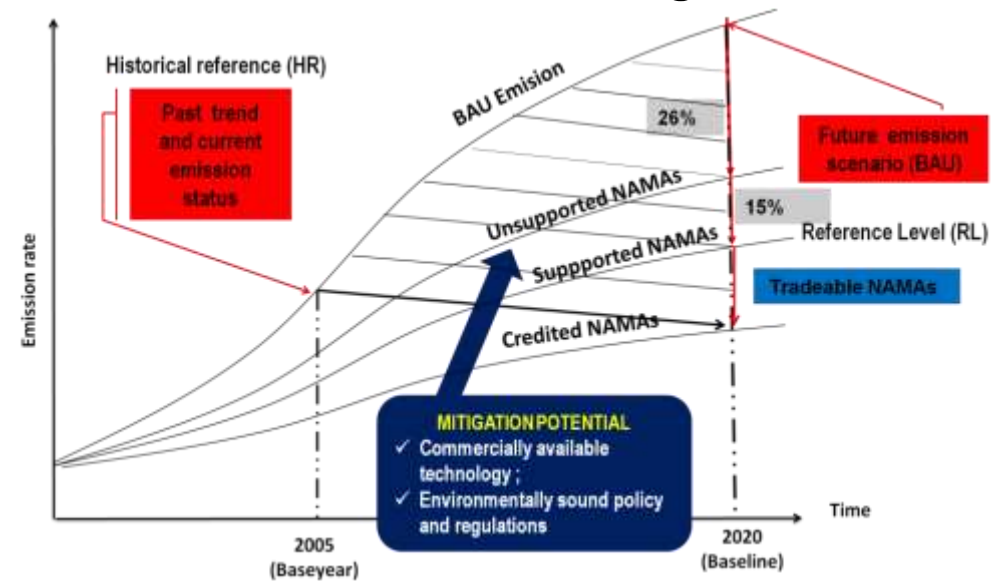 Historical reference (HR)
Past trend
and current
emission
status
BAU Emision
26%
Future emission
scenario (BAU)
Unsupported NAMAs
15%
Reference Level (RL)
Suppported NAMAs
Tradeable NAMAs
Credited NAMAs
Emission rate
MITIGATION POTENTIAL
✓ Commercially available
technology ;
✓ Environmentally sound policy
and regulations
Time
2005
(Baseyear)
2020
(Baseline)